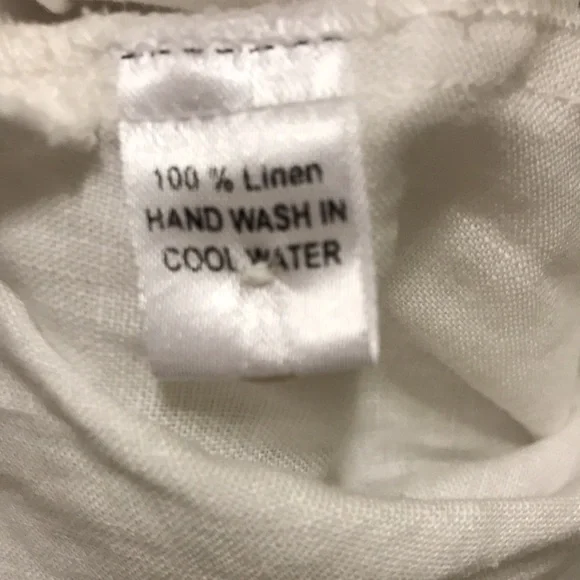 100 % Linen
HAND WASH IN
COOL WATER